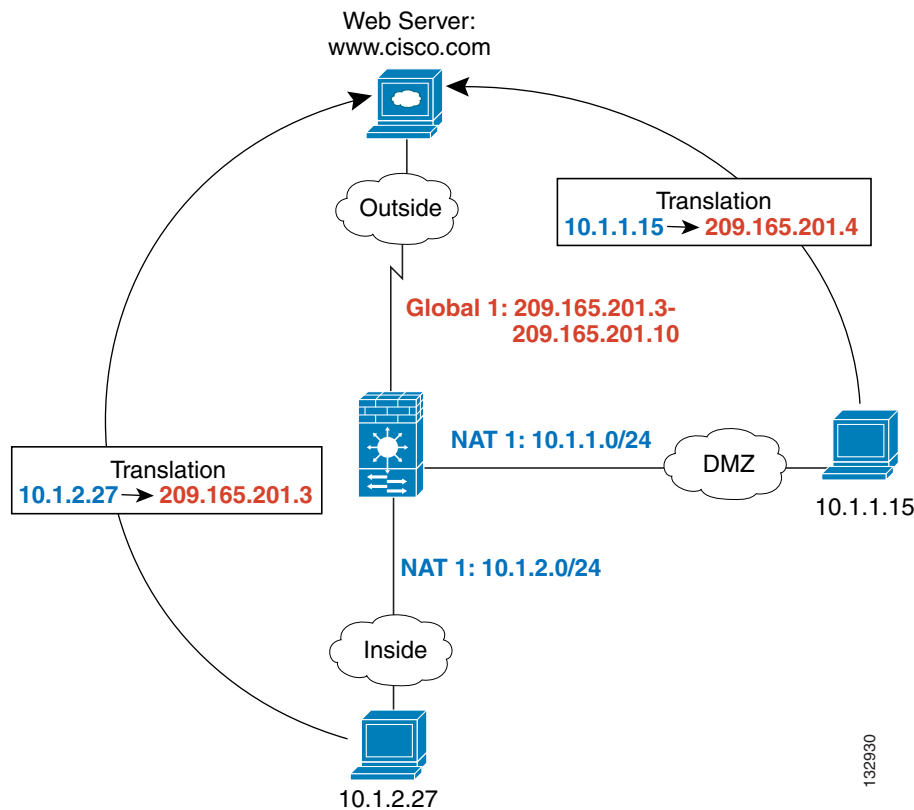 Web Server:
www.cisco.com
Outside
Translation
10.1.1.15 209.165.201.4
Global 1: 209.165.201.3-
209.165.201.10
NAT 1: 10.1.1.0/24
DMZ
10.1.1.15
Translation
10.1.2.27 209.165.201.3
NAT 1: 10.1.2.0/24
Inside
10.1.2.27
132930